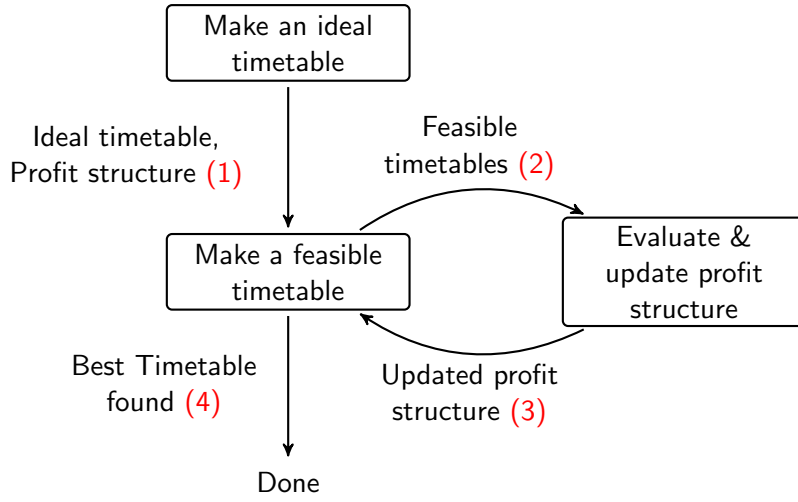 Make an ideal
timetable
Ideal timetable,
Profit structure (1)
Feasible
timetables (2)
Make a feasible
timetable
Evaluate &
update profit
structure
Best Timetable
found (4)
Updated profit
structure (3)
Done